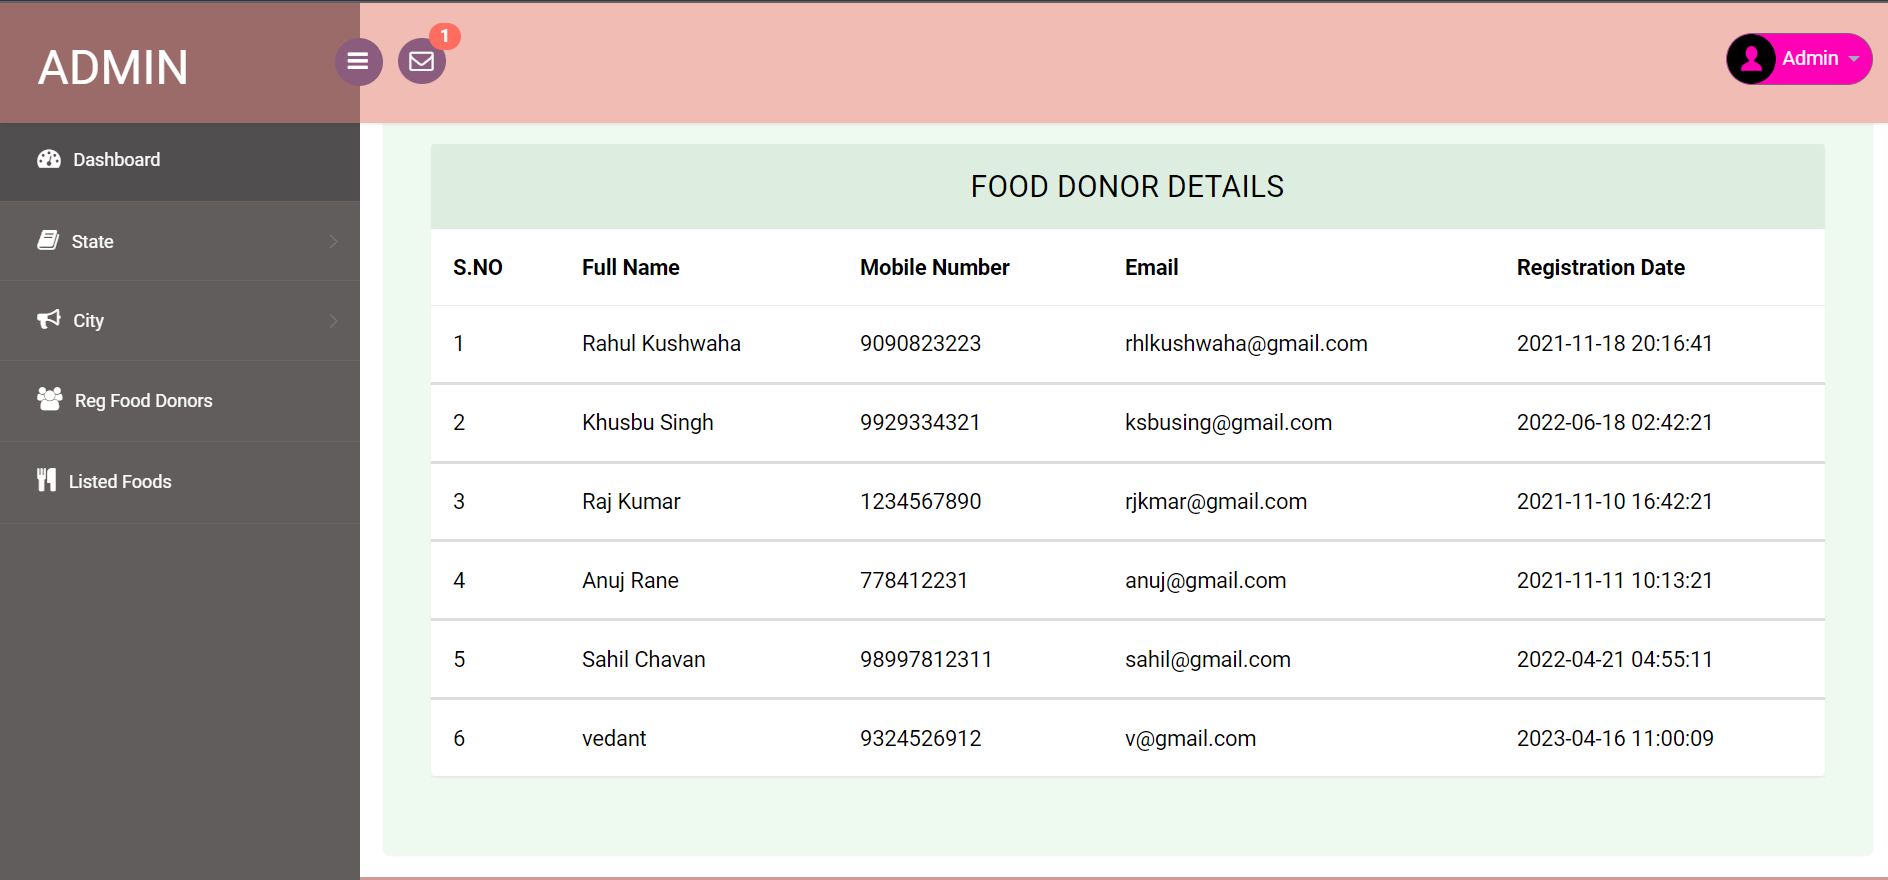 ADMIN
1
Admin
Dashboard
State
City
Reg Food Donors
Listed Foods
FOOD DONOR DETAILS
S.NO Full Name Mobile Number Email Registration Date
1 Rahul Kushwaha 9090823223 rhlkushwaha@gmail.com 2021-11-18 20:16:41
2 Khusbu Singh 9929334321 ksbusing@gmail.com 2022-06-18 02:42:21
3 Raj Kumar 1234567890 rjkmar@gmail.com 2021-11-10 16:42:21
4 Anuj Rane 778412231 anuj@gmail.com 2021-11-11 10:13:21
5 Sahil Chavan 98997812311 sahil@gmail.com 2022-04-21 04:55:11
6 vedant 9324526912 v@gmail.com 2023-04-16 11:00:09